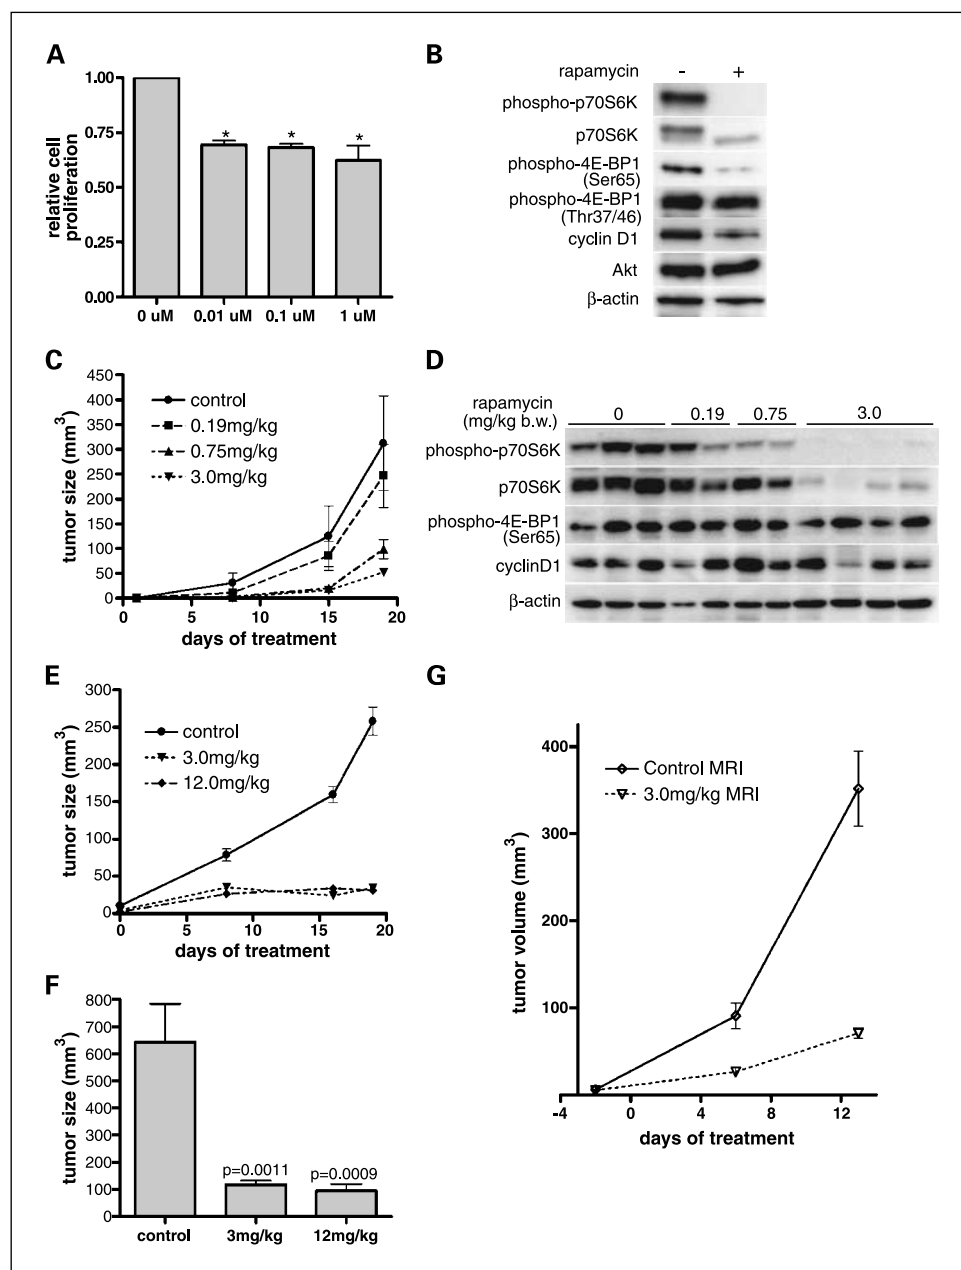 A
1.00
0.75
0.50
0.25
0.00
relative cell
proliferation
*
*
*
0 uM
0.01 uM
0.1 uM
1 uM
B
rapamycin
-
+
phospho-p70S6K
p70S6K
phospho-4E-BP1
(Ser65)
phospho-4E-BP1
(Thr37/46)
cyclin D1
Akt
β-actin
C
450
400
350
300
250
200
150
100
50
0
tumor size (mm³)
control
0.19mg/kg
0.75mg/kg
3.0mg/kg
0
5
10
15
20
days of treatment
D
rapamycin
(mg/kg b.w.)
0
0.19
0.75
3.0
phospho-p70S6K
p70S6K
phospho-4E-BP1
(Ser65)
cyclinD1
β-actin
E
300
250
200
150
100
50
0
tumor size (mm³)
control
3.0mg/kg
12.0mg/kg
0
5
10
15
20
days of treatment
F
800
700
600
500
400
300
200
100
0
tumor size (mm³)
p=0.0011
p=0.0009
control
3mg/kg
12mg/kg
G
400
300
200
100
tumor volume (mm³)
Control MRI
3.0mg/kg MRI
-4
0
4
8
12
days of treatment